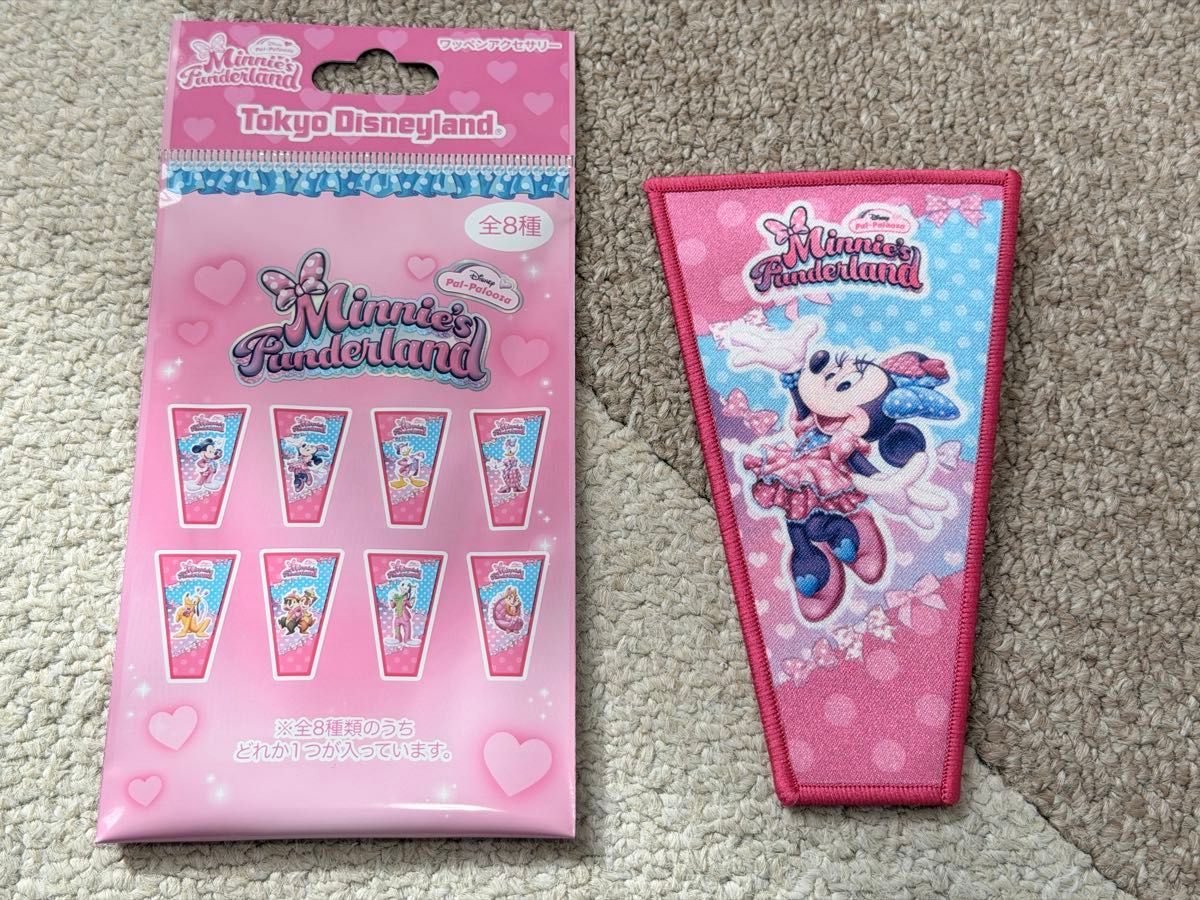 Disney
Pal-Palooza
Minnie's
Funderland
ワッペンアクセサリー
Tokyo Disneyland®
全8種
Disney
Pal-Palooza
Minnie's
Funderland
※全8種類のうち
どれか1つが入っています。
Disney
Pal-Palooza
Minnie's
Funderland